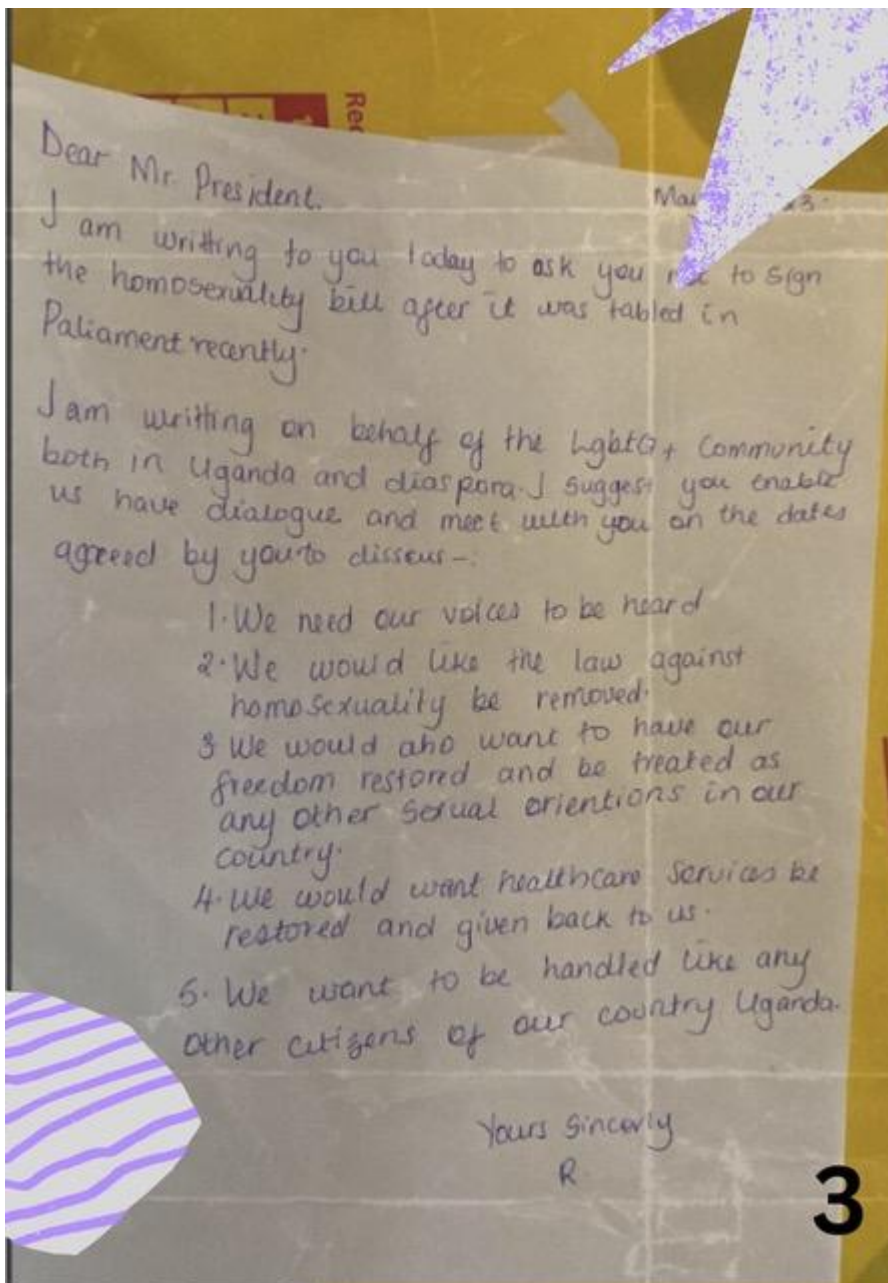 Rec
Dear Mr. President.
Ma 23.
I am writting to you today to ask you to sign
the homosexuality bill after it was tabled in
Paliament recently.
I am writting on behalf of the LgbtQ+ Community
both in Uganda and diaspora. I suggest you enable
us have dialogue and meet with you on the dates
agreed by you to disscus -:
1. We need our voices to be heard
2. We would like the law against
homosexuality be removed.
3 We would also want to have our
freedom restored and be treated as
any other Sexual orientions in our
country.
4. We would want healthcare Services be
restored and given back to us.
5. We want to be handled like any
other citizens of our country Uganda.
Yours Sincerly
R
3